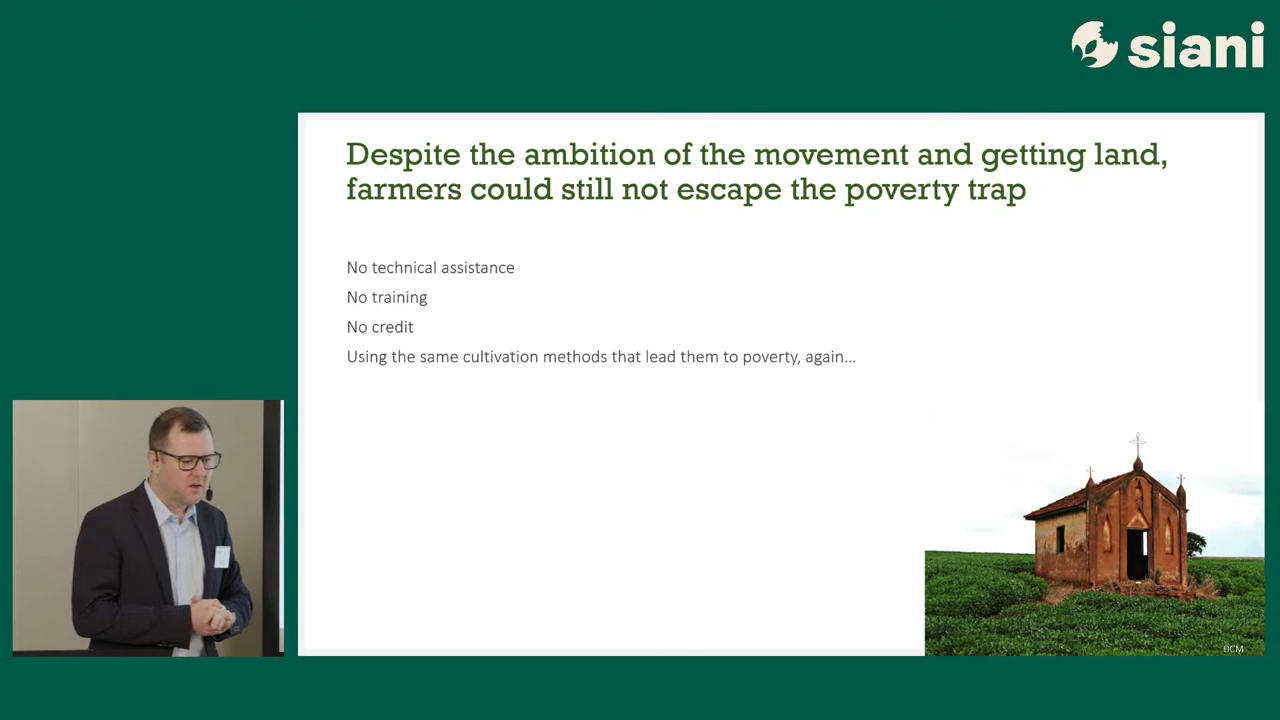 siani
Despite the ambition of the movement and getting land,
farmers could still not escape the poverty trap
No technical assistance
No training
No credit
Using the same cultivation methods that lead them to poverty, again...